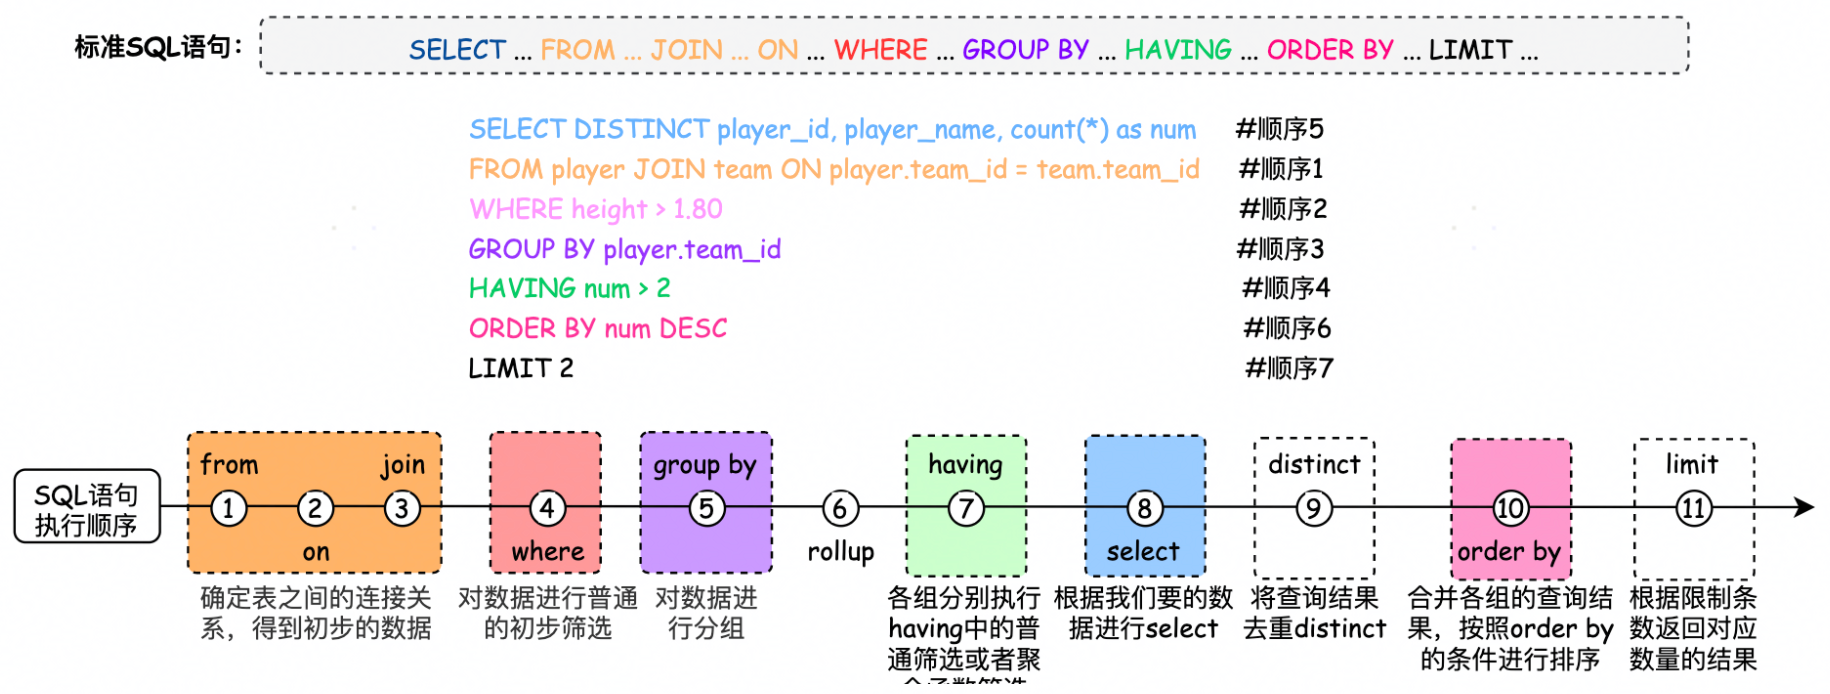 标准SQL语句： SELECT ... FROM ... JOIN ... ON ... WHERE ... GROUP BY ... HAVING ... ORDER BY ... LIMIT ...
SELECT DISTINCT player_id, player_name, count(*) as num #顺序5
FROM player JOIN team ON player.team_id = team.team_id #顺序1
WHERE height > 1.80 #顺序2
GROUP BY player.team_id #顺序3
HAVING num > 2 #顺序4
ORDER BY num DESC #顺序6
LIMIT 2 #顺序7
SQL语句
执行顺序
from
join
1
2
3
on
确定表之间的连接关
系，得到初步的数据
4
where
对数据进行普通
的初步筛选
group by
5
对数据进
行分组
6
rollup
having
7
各组分别执行
having中的普
通筛选或者聚
合函数筛选
8
select
根据我们要的数
据进行select
distinct
9
将查询结果
去重distinct
10
order by
合并各组的查询结
果，按照order by
的条件进行排序
limit
11
根据限制条
数返回对应
数量的结果